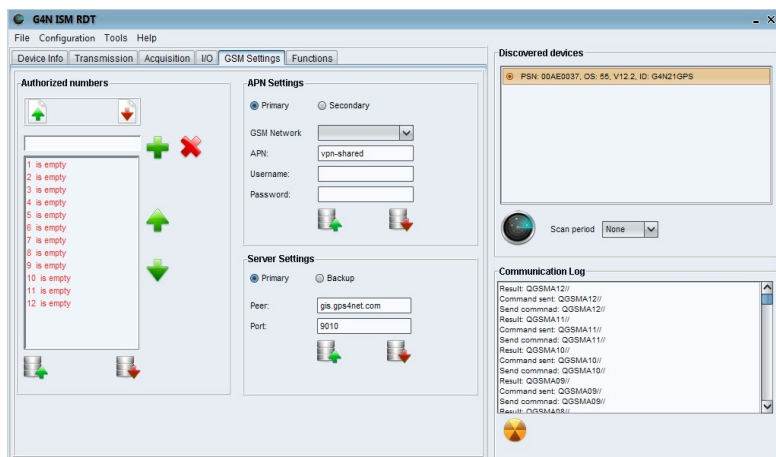 G4N ISM RDT
File Configuration Tools Help
Device Info Transmission Acquisition I/O GSM Settings Functions
Authorized numbers
1 is empty
2 is empty
3 is empty
4 is empty
5 is empty
6 is empty
7 is empty
8 is empty
9 is empty
10 is empty
11 is empty
12 is empty
APN Settings
Primary Secondary
GSM Network
APN: vpn-shared
Username:
Password:
Server Settings
Primary Backup
Peer: gis.gps4net.com
Port: 9010
Discovered devices
PSN: 00AE0037, OS: 55, V12.2, ID: G4N21GPS
Scan period None
Communication Log
Result: QGSMA12//
Command sent: QGSMA12//
Send commnad: QGSMA12//
Result: QGSMA11//
Command sent: QGSMA11//
Send commnad: QGSMA11//
Result: QGSMA10//
Command sent: QGSMA10//
Send commnad: QGSMA10//
Result: QGSMA09//
Command sent: QGSMA09//
Send commnad: QGSMA09//
Result: QGSMA08//